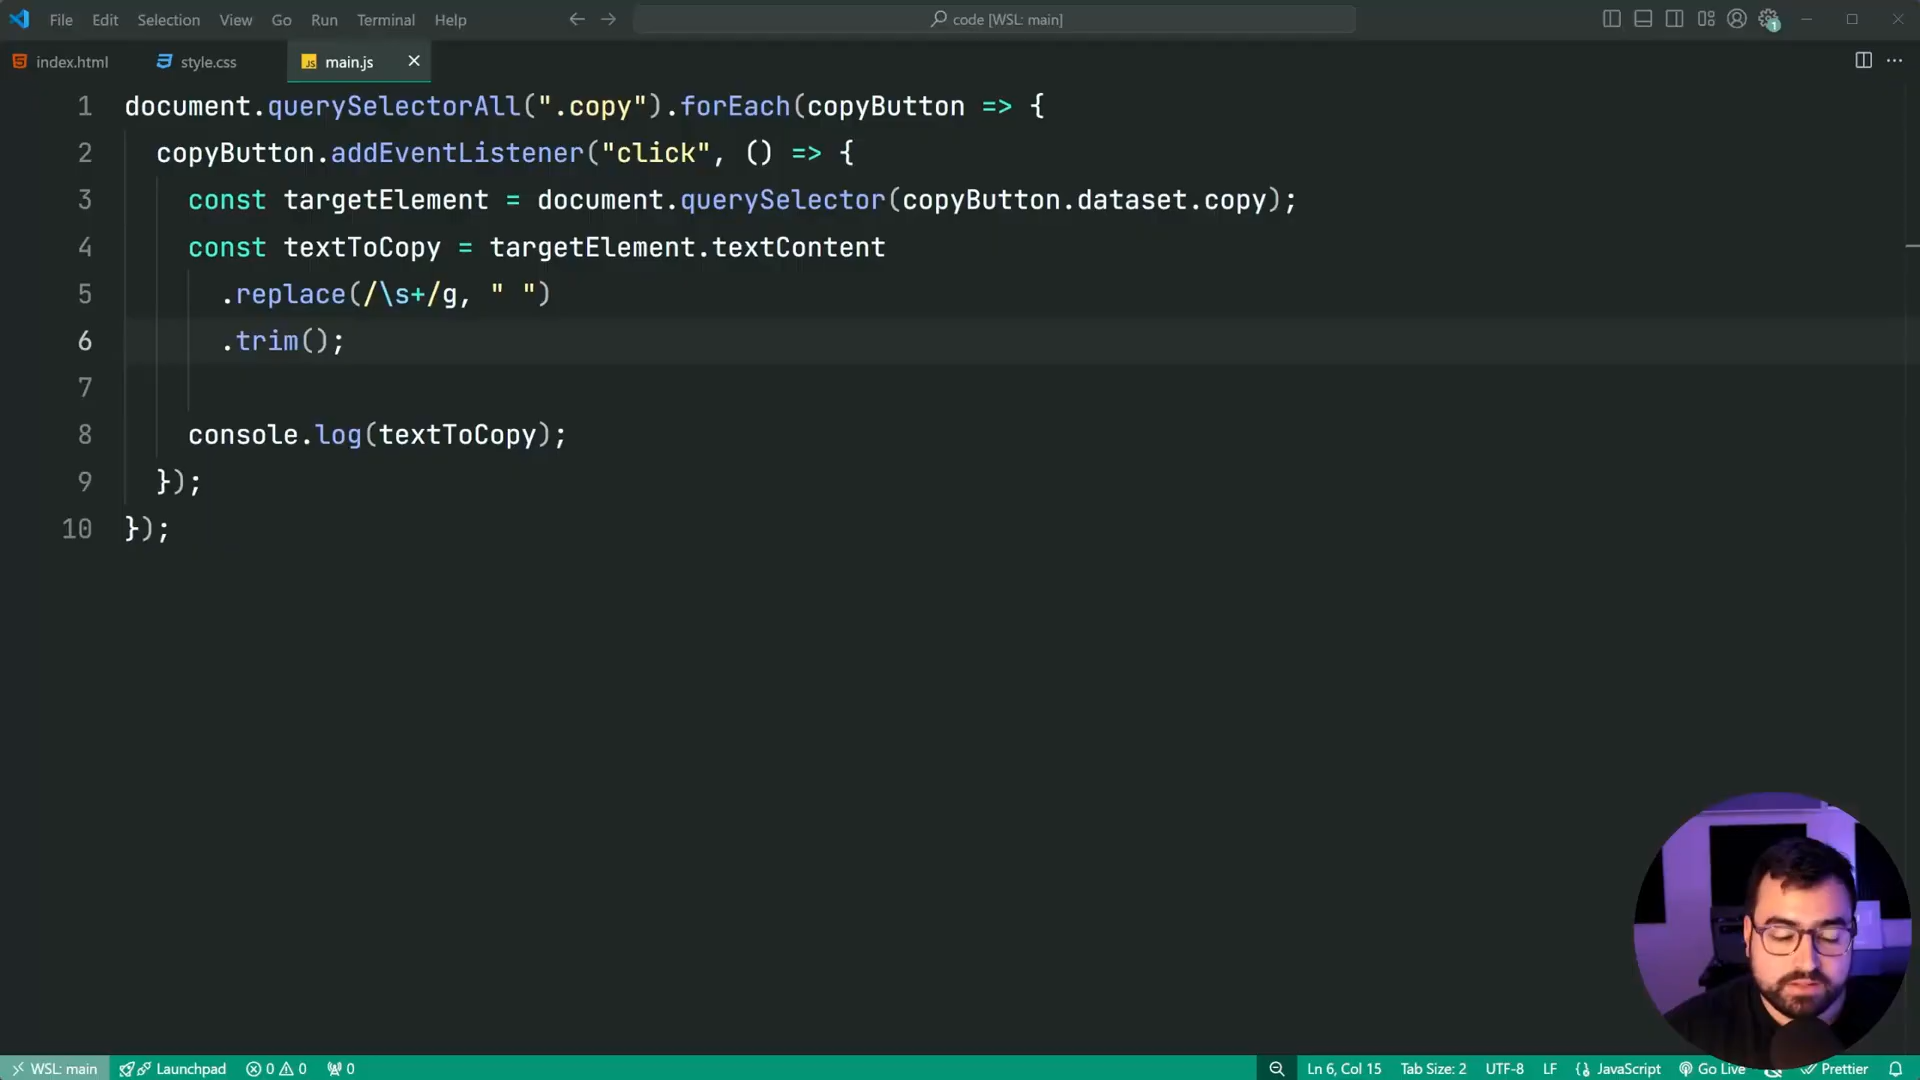 File Edit Selection View Go Run Terminal Help code [WSL: main] 1
index.html style.css JS main.js
1 document.querySelectorAll(".copy").forEach(copyButton => {
2 copyButton.addEventListener("click", () => {
3 const targetElement = document.querySelector(copyButton.dataset.copy);
4 const textToCopy = targetElement.textContent
5 .replace(/\s+/g, " ")
6 .trim();
7
8 console.log(textToCopy);
9 });
10 });
WSL: main Launchpad 0 0 0 Ln 6, Col 15 Tab Size: 2 UTF-8 LF {} JavaScript Go Live Prettier